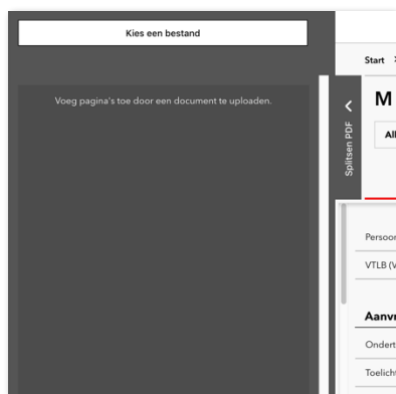 Kies een bestand
Voeg pagina's toe door een document te uploaden.
Splitsen PDF
Start
M
All
Persoon
VTLB (V
Aanvr
Ondert
Toelich